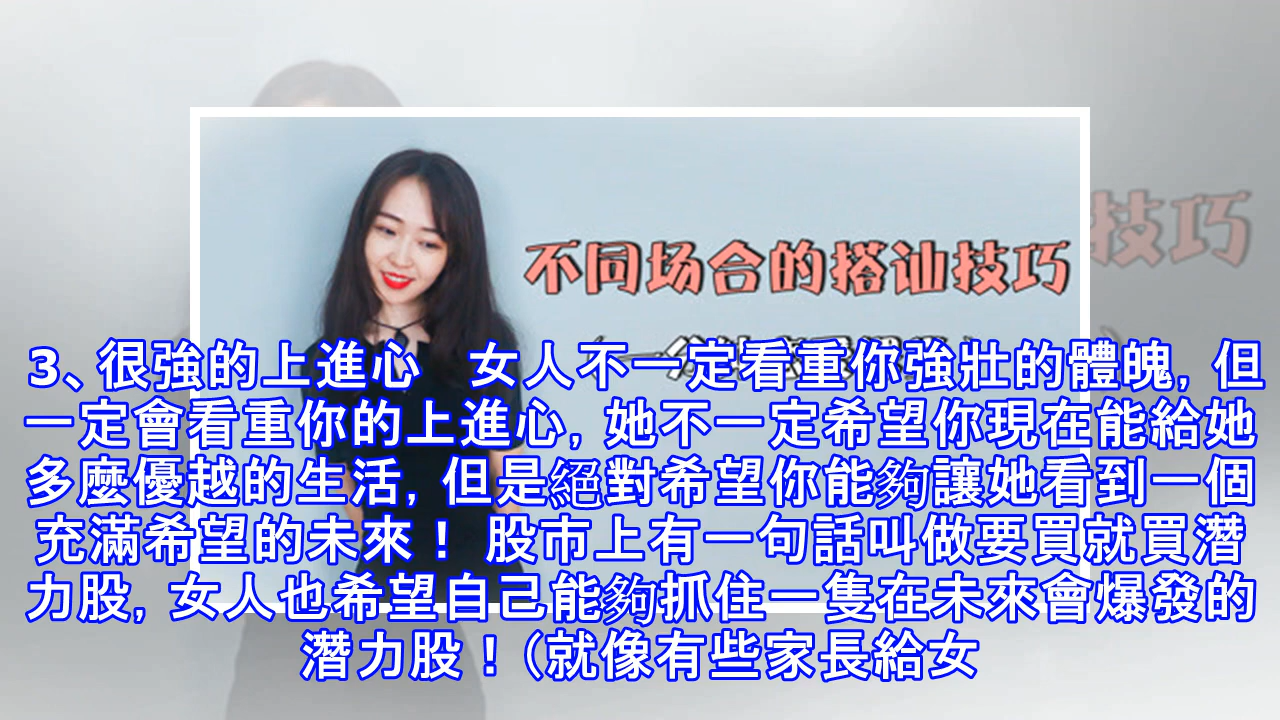 技巧
不同场合的搭讪技巧
3、很強的上進心 女人不一定看重你強壯的體魄, 但
一定會看重你的上進心, 她不一定希望你現在能給她
多麼優越的生活, 但是絕對希望你能夠讓她看到一個
充滿希望的未來! 股市上有一句話叫做要買就買潛
力股, 女人也希望自己能夠抓住一隻在未來會爆發的
潛力股!(就像有些家長給女